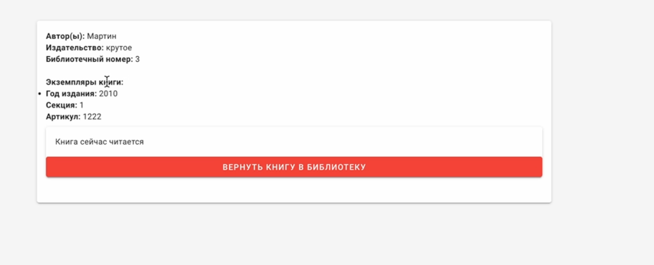 Автор(ы): Мартин
Издательство: крутое
Библиотечный номер: 3
Экземпляры книги:
Год издания: 2010
Секция: 1
Артикул: 1222
Книга сейчас читается
ВЕРНУТЬ КНИГУ В БИБЛИОТЕКУ